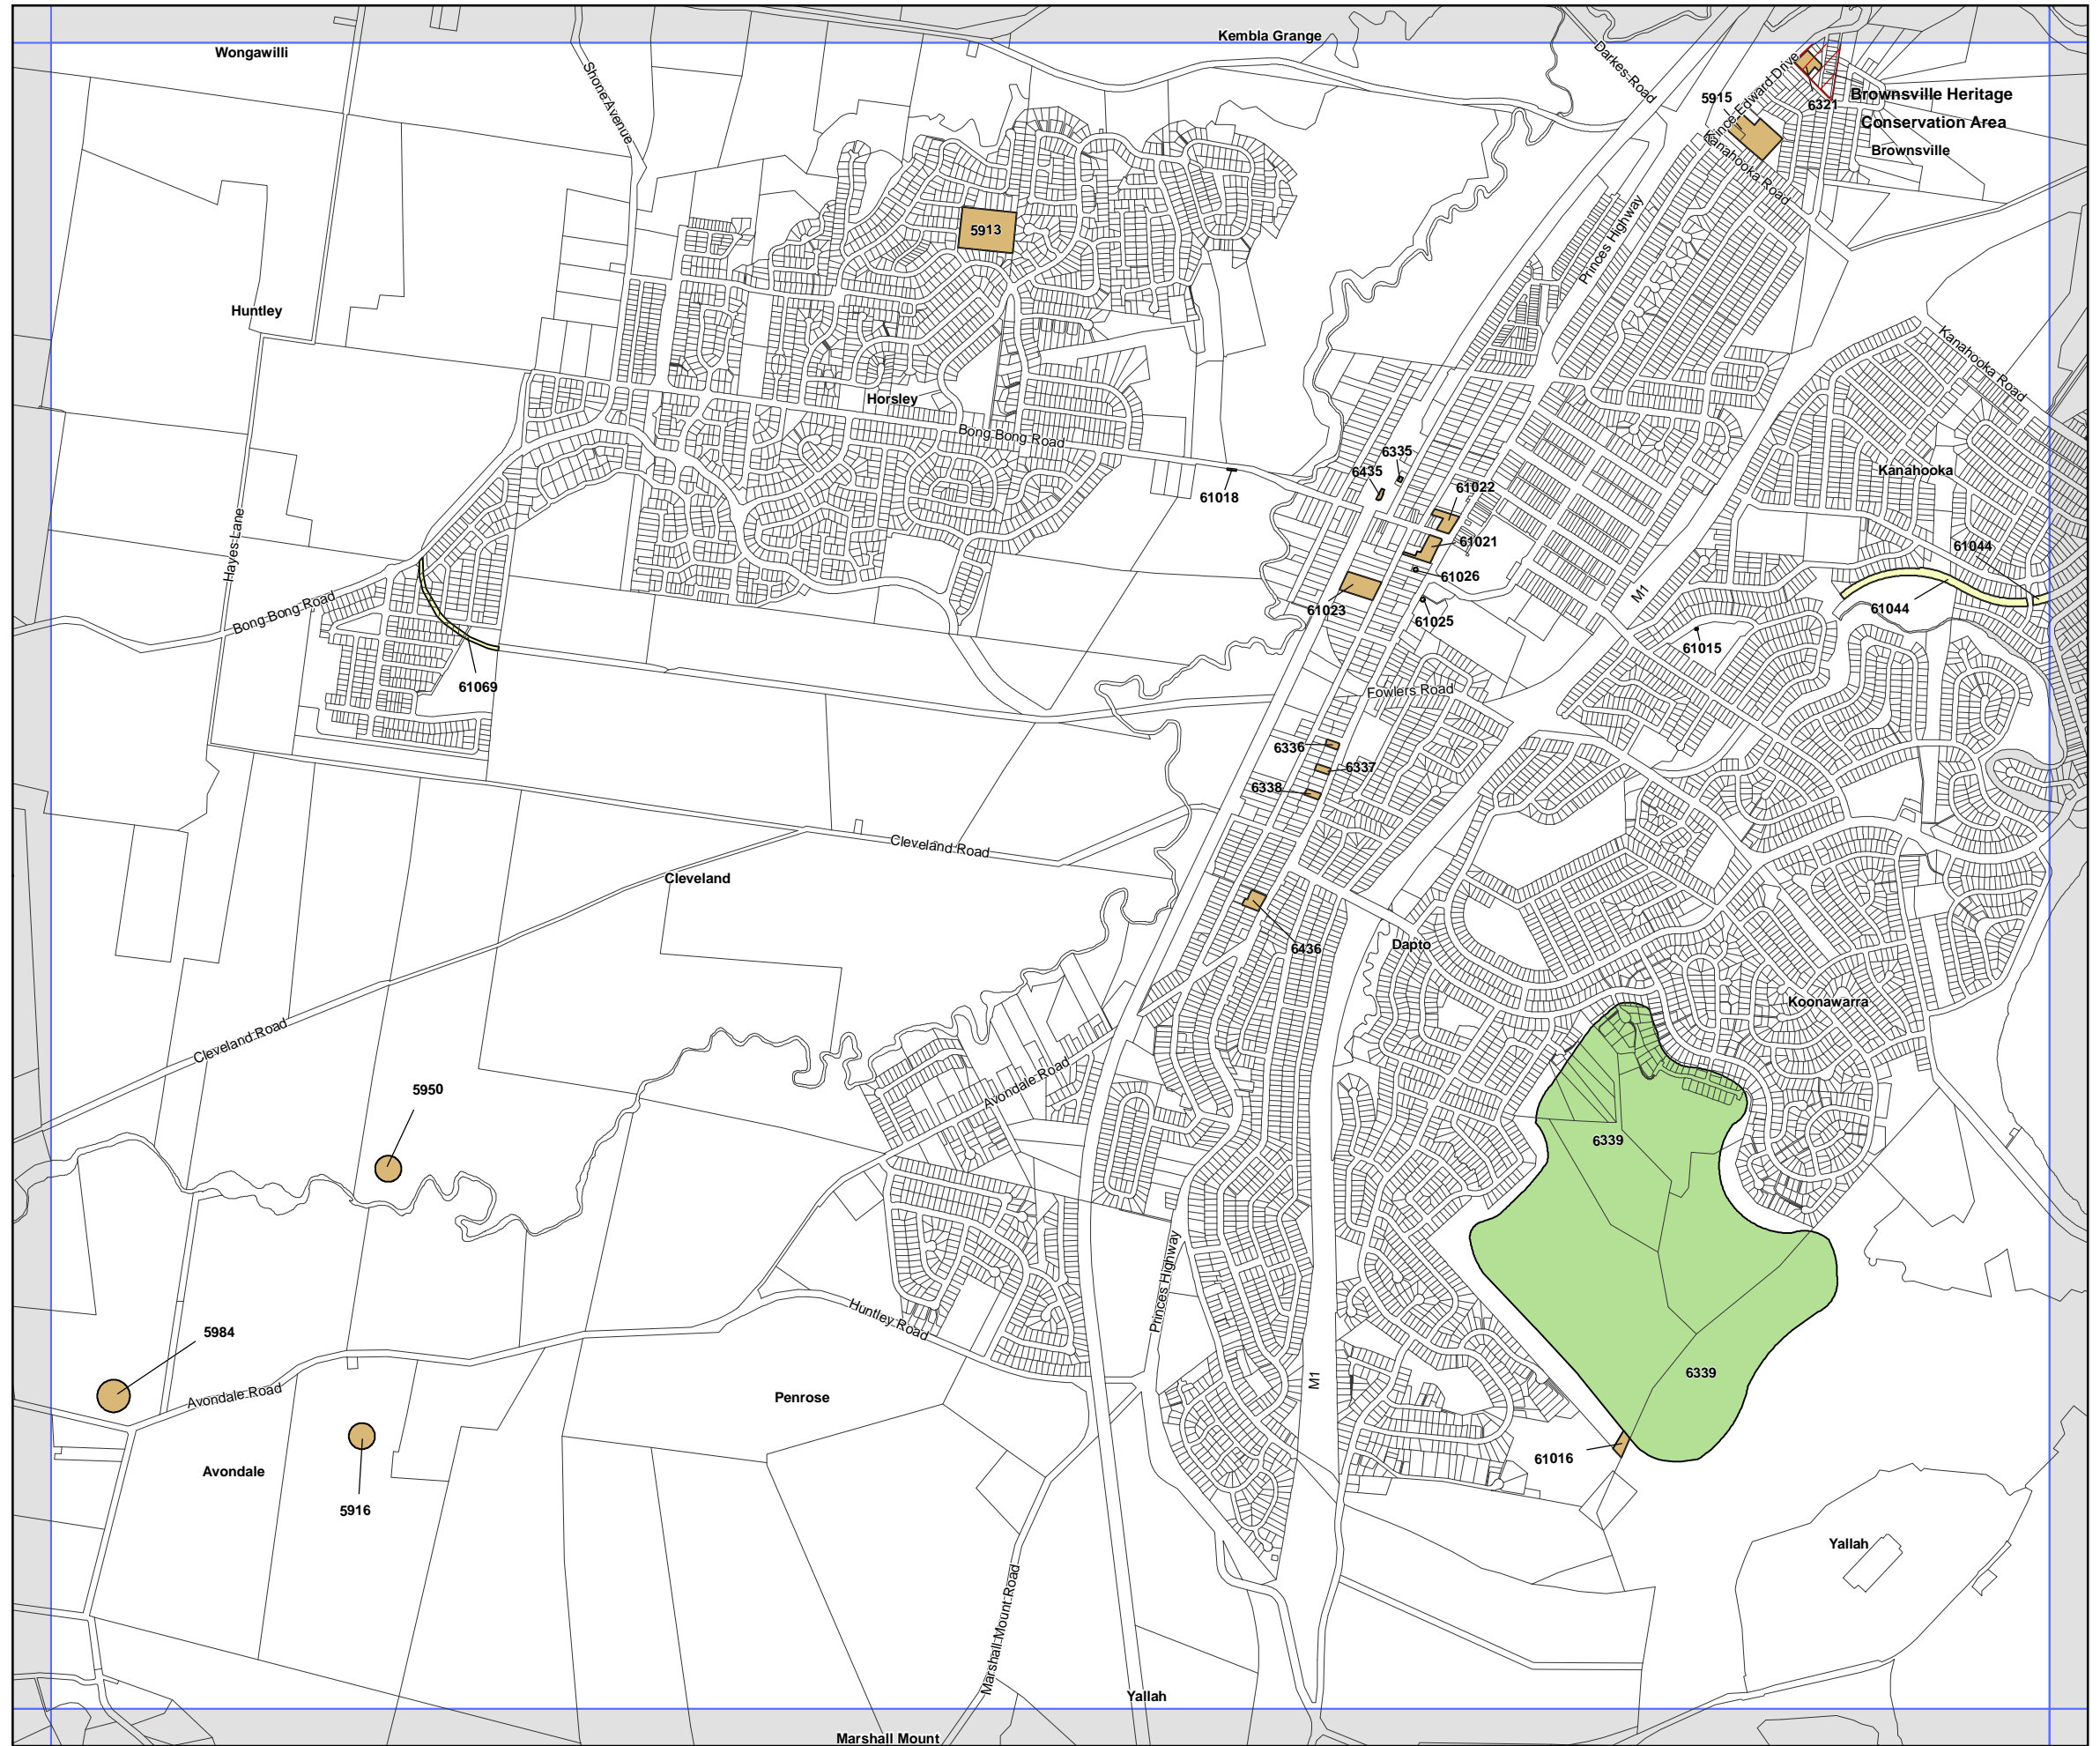 Kembla Grange
Wongawilli
Shone Avenue
Darkes Road
Prince Edward Drive
5915
6321
Brownsville Heritage
Conservation Area
Brownsville
Kanahooka Road
5913
Princes Highway
Huntley
Kanahooka Road
Horsley
Bong Bong Road
6335
6435
Kanahooka
61018
61022
61021
61044
Hayes Lane
61026
M1
61023
61044
Bong Bong Road
61025
61015
61069
Fowlers Road
6336
6337
6338
Cleveland Road
Cleveland
Dapto
6436
Koonawarra
Cleveland Road
Avondale Road
5950
6339
Princes Highway
Huntley Road
5984
6339
M1
Avondale Road
Penrose
61016
Avondale
5916
Yallah
Marshall Mount Road
Yallah
Marshall Mount